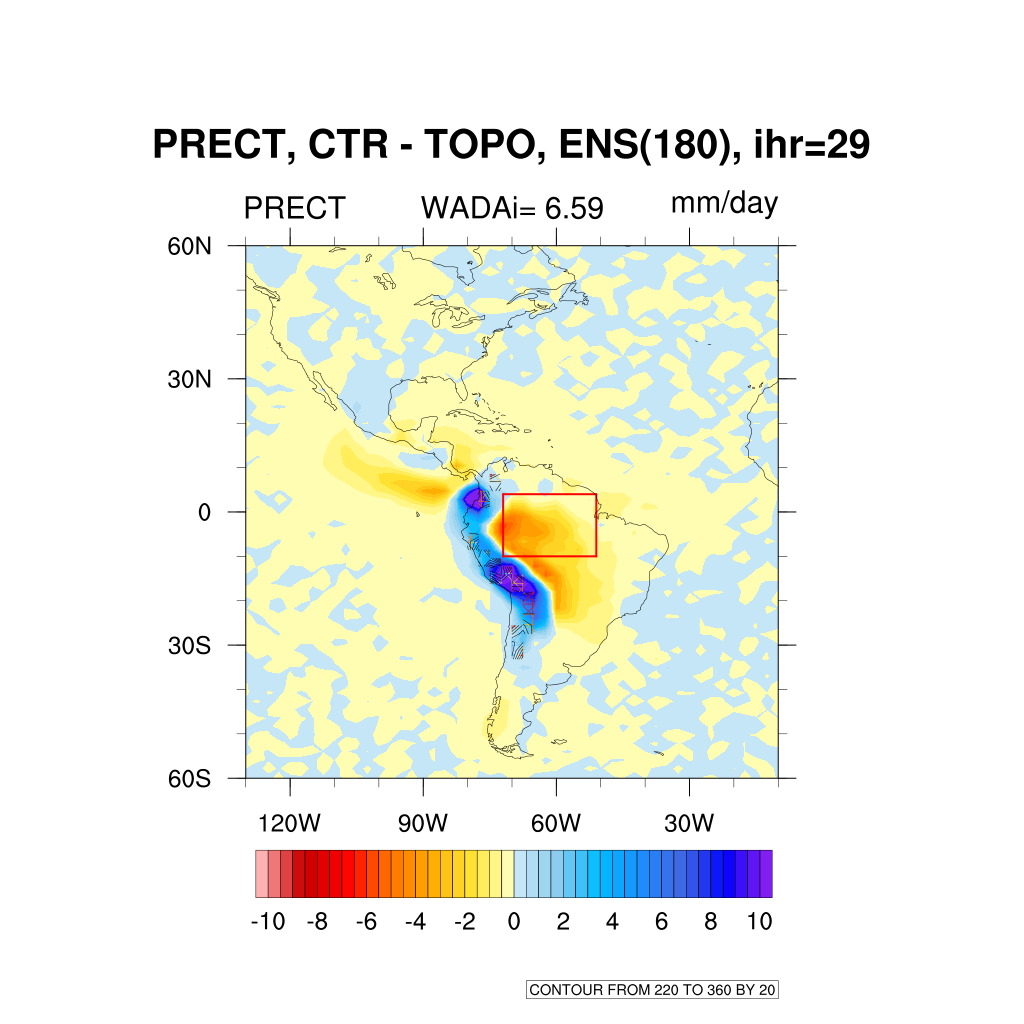 PRECT, CTR - TOPO, ENS(180), ihr=29
PRECT WADAi= 6.59 mm/day
60N
30N
0
30S
60S
120W 90W 60W 30W
-10 -8 -6 -4 -2 0 2 4 6 8 10
CONTOUR FROM 220 TO 360 BY 20